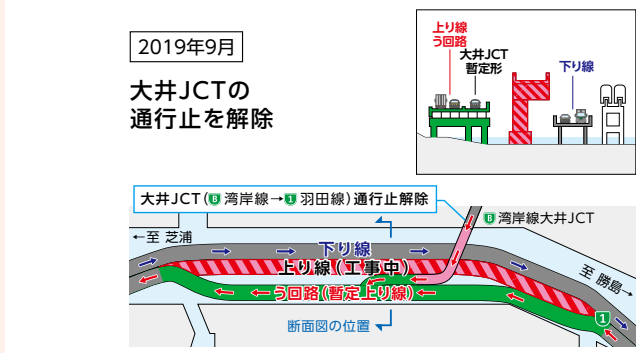 2019年9月
大井JCTの
通行止を解除
上り線
う回路
大井JCT
暫定形
下り線
大井JCT(B 湾岸線→1 羽田線)通行止解除
B 湾岸線大井JCT
←至 芝浦
下り線
上り線(工事中)
う回路(暫定上り線)
至 勝島→
1
断面図の位置